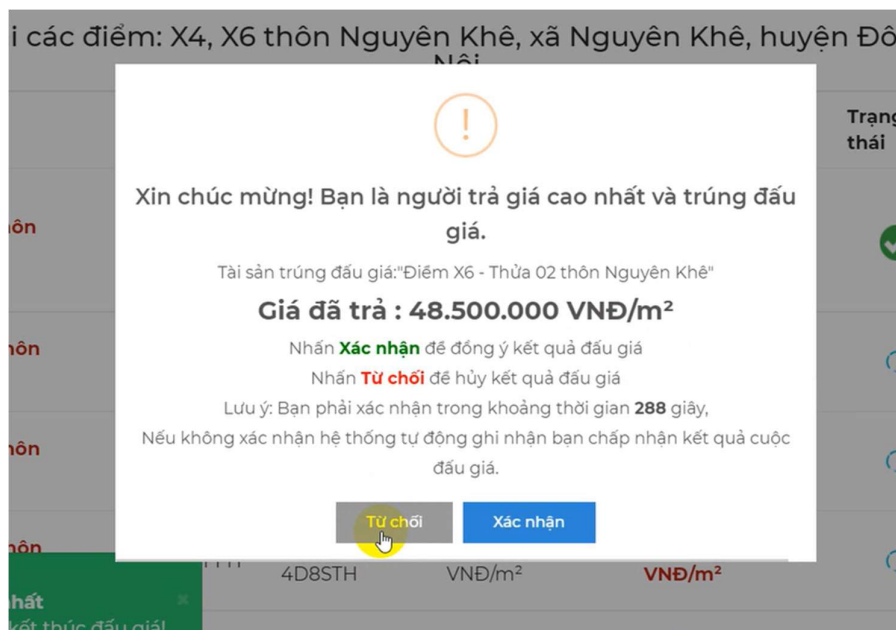 i các điểm: X4, X6 thôn Nguyên Khê, xã Nguyên Khê, huyện Đô
Nội
Trạng
thái
!
Xin chúc mừng! Bạn là người trả giá cao nhất và trúng đấu
giá.
Tài sản trúng đấu giá:"Điểm X6 - Thửa 02 thôn Nguyên Khê"
Giá đã trả : 48.500.000 VNĐ/m²
Nhấn Xác nhận để đồng ý kết quả đấu giá
Nhấn Từ chối để hủy kết quả đấu giá
Lưu ý: Bạn phải xác nhận trong khoảng thời gian 288 giây,
Nếu không xác nhận hệ thống tự động ghi nhận bạn chấp nhận kết quả cuộc
đấu giá.
Từ chối Xác nhận
ôn
hôn
hôn
hôn
4D8STH VNĐ/m² VNĐ/m²
nhất ×
kết thúc đấu giá!